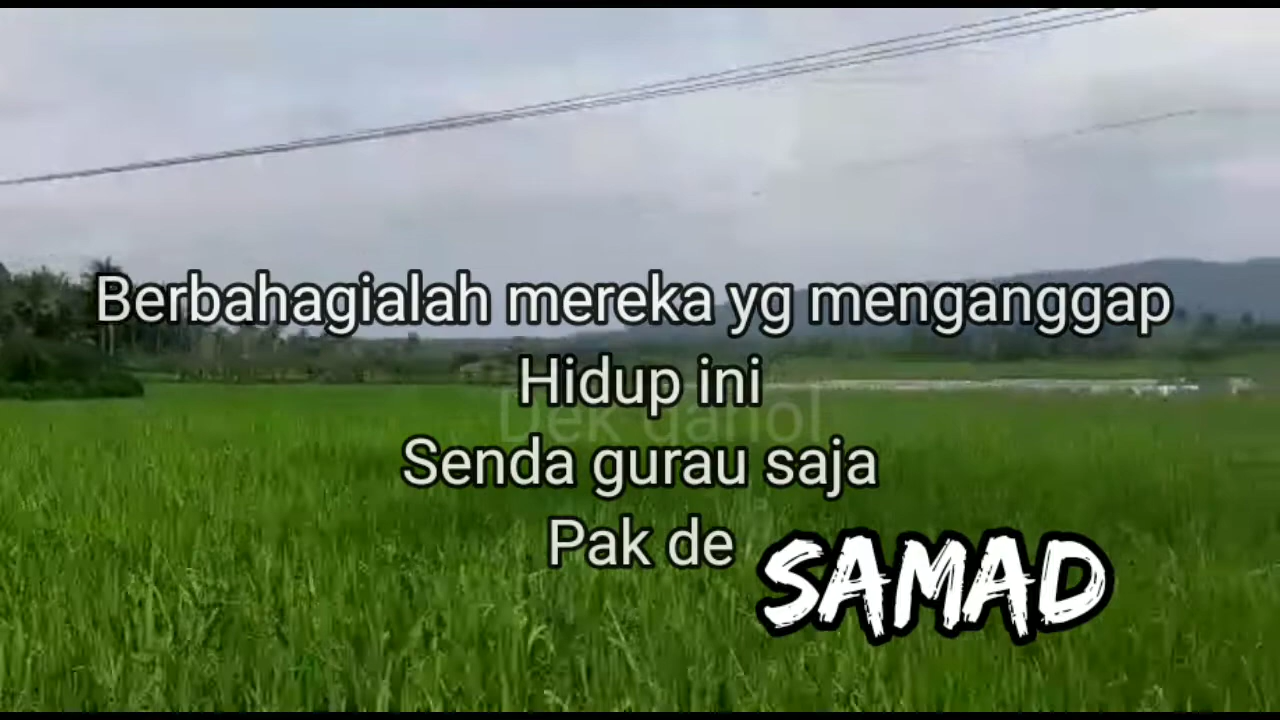 Berbahagialah mereka yg menganggap
Hidup ini
Senda gurau saja
Pak de SAMAD